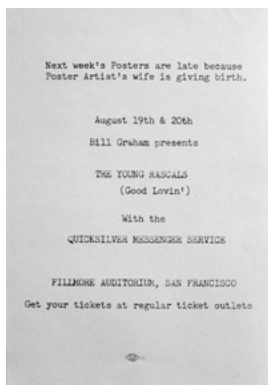 Next week's Posters are late because
Poster Artist's wife is giving birth.
August 19th & 20th
Bill Graham presents
THE YOUNG RASCALS
(Good Lovin')
With the
QUICKSILVER MESSENGER SERVICE
FILLMORE AUDITORIUM, SAN FRANCISCO
Get your tickets at regular ticket outlets